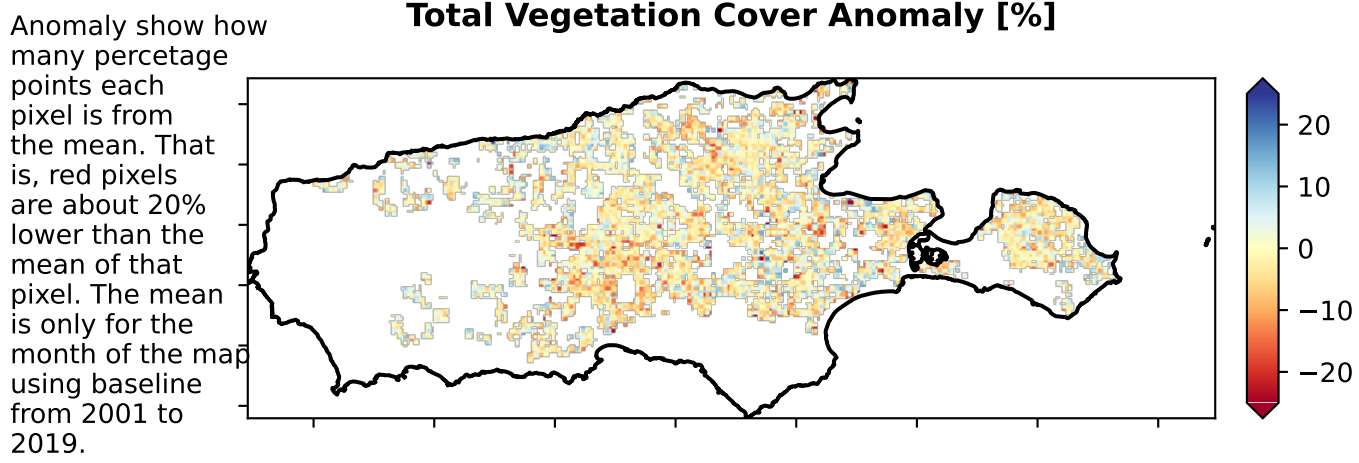 Total Vegetation Cover Anomaly [%]
Anomaly show how
many percetage
points each
pixel is from
the mean. That
is, red pixels
are about 20%
lower than the
mean of that
pixel. The mean
is only for the
month of the map
using baseline
from 2001 to
2019.
20
10
0
−10
−20